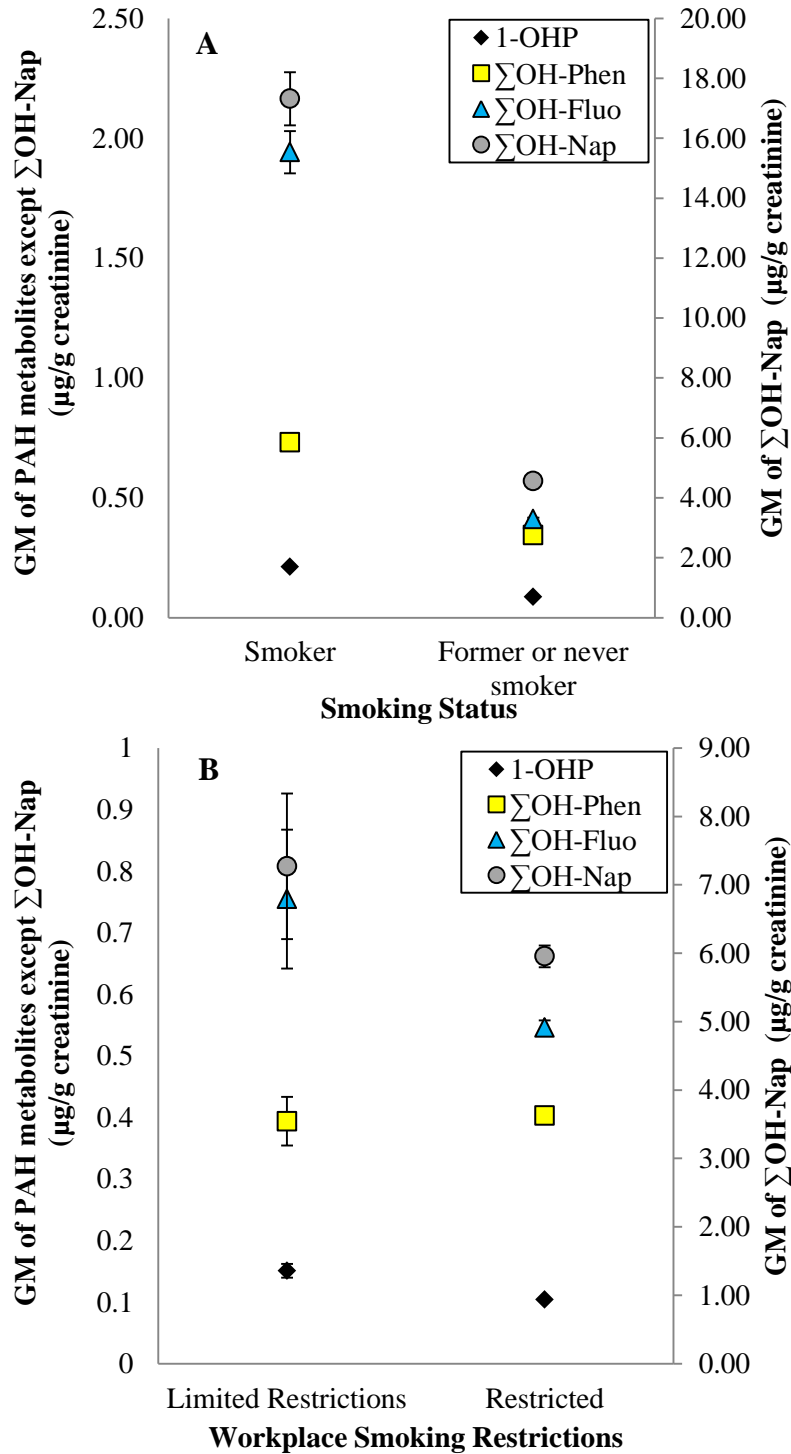 A
GM of PAH metabolites except ∑OH-Nap
(µg/g creatinine)
2.50
2.00
1.50
1.00
0.50
0.00
1-OHP
∑OH-Phen
∑OH-Fluo
∑OH-Nap
20.00
18.00
16.00
14.00
12.00
10.00
8.00
6.00
4.00
2.00
0.00
GM of ∑OH-Nap (µg/g creatinine)
Smoker
Former or never
smoker
Smoking Status
B
GM of PAH metabolites except ∑OH-Nap
(µg/g creatinine)
1
0.9
0.8
0.7
0.6
0.5
0.4
0.3
0.2
0.1
0
1-OHP
∑OH-Phen
∑OH-Fluo
∑OH-Nap
9.00
8.00
7.00
6.00
5.00
4.00
3.00
2.00
1.00
0.00
GM of ∑OH-Nap (µg/g creatinine)
Limited Restrictions
Restricted
Workplace Smoking Restrictions